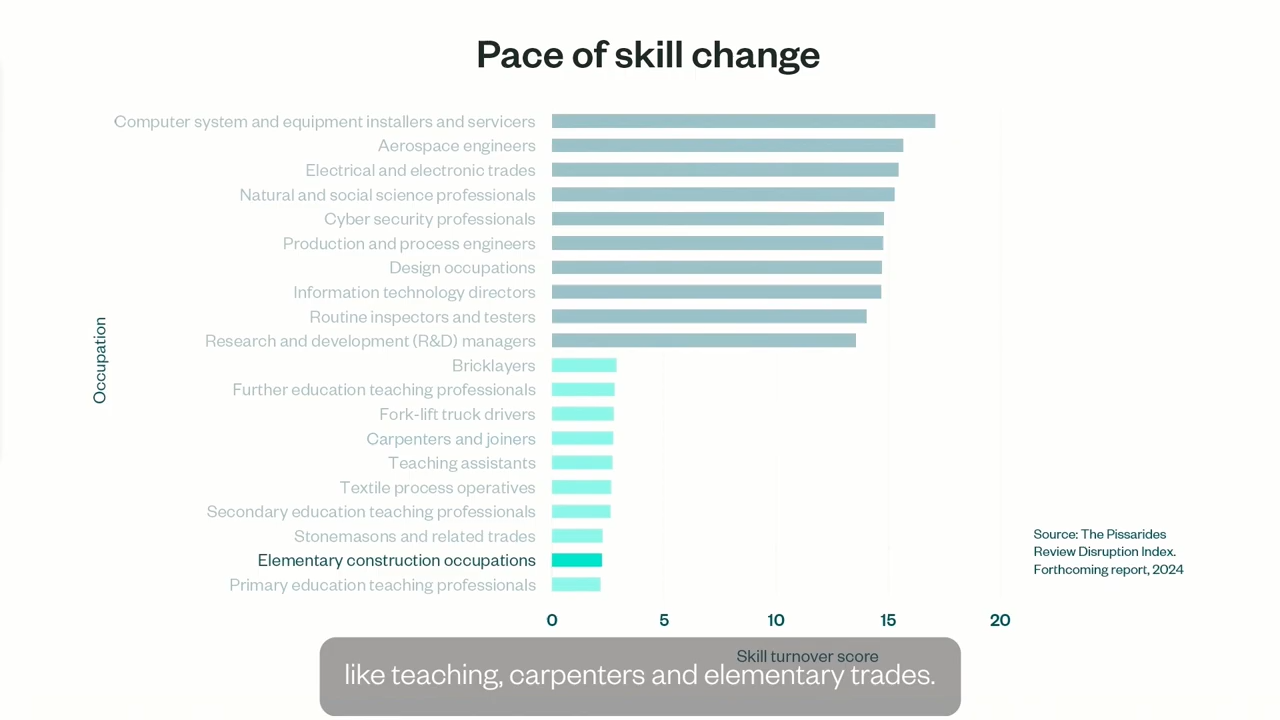 Pace of skill change
Computer system and equipment installers and servicers
Aerospace engineers
Electrical and electronic trades
Natural and social science professionals
Cyber security professionals
Production and process engineers
Design occupations
Information technology directors
Routine inspectors and testers
Research and development (R&D) managers
Bricklayers
Further education teaching professionals
Fork-lift truck drivers
Carpenters and joiners
Teaching assistants
Textile process operatives
Secondary education teaching professionals
Stonemasons and related trades
Elementary construction occupations
Primary education teaching professionals
Occupation
0 5 10 15 20
Skill turnover score
Source: The Pissarides
Review Disruption Index.
Forthcoming report, 2024
like teaching, carpenters and elementary trades.